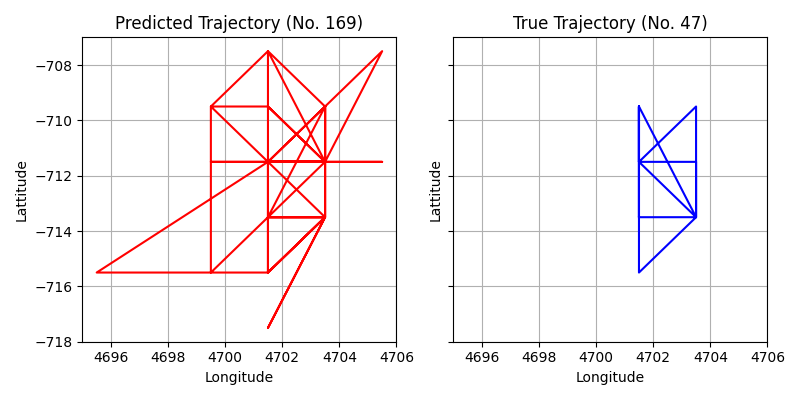 Predicted Trajectory (No. 169)
True Trajectory (No. 47)
−708
−710
−712
−714
−716
−718
Lattitude
Lattitude
4696 4698 4700 4702 4704 4706
4696 4698 4700 4702 4704 4706
Longitude
Longitude